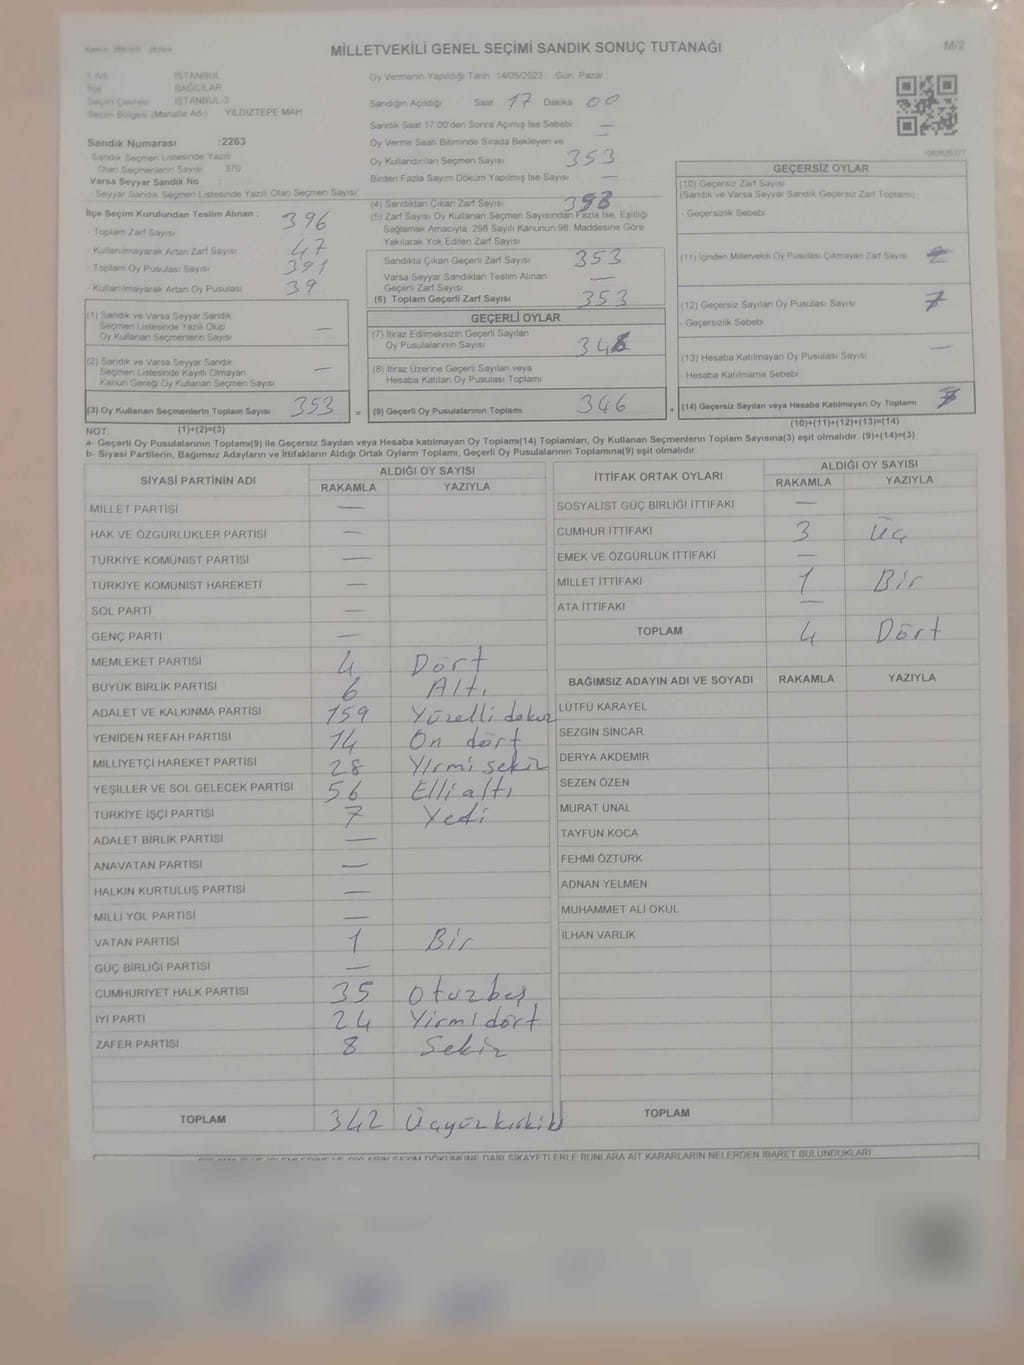 MİLLETVEKİLİ GENEL SEÇİMİ SANDIK SONUÇ TUTANAĞI
M/2
İSTANBUL
İlçe BAĞCILAR
Seçim Çevresi İSTANBUL-3
Seçim Bölgesi (Mahalle Adı) YILDIZTEPE MAH
Sandık Numarası :2263
Sandık Seçmen Listesinde Yazılı
Olan Seçmenlerin Sayısı 370
Varsa Seyyar Sandık No
Seyyar Sandık Seçmen Listesinde Yazılı Olan Seçmen Sayısı
İlçe Seçim Kurulundan Teslim Alınan ;
- Toplam Zarf Sayısı 396
- Kullanılmayarak Artan Zarf Sayısı 47
- Toplam Oy Pusulası Sayısı 391
- Kullanılmayarak Artan Oy Pusulası 39
Oy Vermenin Yapıldığı Tarih :14/05/2023 Gün: Pazar
Sandığın Açıldığı Saat 17 Dakika 00
Sandık Saat 17:00'den Sonra Açılmış İse Sebebi —
Oy Verme Saati Bitiminde Sırada Bekleyen ve
Oy Kullandırılan Seçmen Sayısı 353
Birden Fazla Sayım Döküm Yapılmış İse Sayısı —
(4) Sandıktan Çıkan Zarf Sayısı
(5) Zarf Sayısı Oy Kullanan Seçmen Sayısından Fazla İse, Eşitliği
Sağlamak Amacıyla, 298 Sayılı Kanunun 98. Maddesine Göre
Yakılarak Yok Edilen Zarf Sayısı
Sandıkta Çıkan Geçerli Zarf Sayısı 353
Varsa Seyyar Sandıktan Teslim Alınan
Geçerli Zarf Sayısı —
(6) Toplam Geçerli Zarf Sayısı 353
(1) Sandık ve Varsa Seyyar Sandık
Seçmen Listesinde Yazılı Olup
Oy Kullanan Seçmenlerin Sayısı —
(2) Sandık ve Varsa Seyyar Sandık
Seçmen Listesinde Kayıtlı Olmayan
Kanun Gereği Oy Kullanan Seçmen Sayısı —
(3) Oy Kullanan Seçmenlerin Toplam Sayısı 353 =
(1)+(2)=(3)
GEÇERLİ OYLAR
(7) İtiraz Edilmeksizin Geçerli Sayılan
Oy Pusulalarının Sayısı 346
(8) İtiraz Üzerine Geçerli Sayılan veya
Hesaba Katılan Oy Pusulası Toplamı
(9) Geçerli Oy Pusulalarının Toplamı 346 +
GEÇERSİZ OYLAR
(10) Geçersiz Zarf Sayısı
(Sandık ve Varsa Seyyar Sandık Geçersiz Zarf Toplamı)
- Geçersizlik Sebebi
(11) İçinden Milletvekili Oy Pusulası Çıkmayan Zarf Sayısı
(12) Geçersiz Sayılan Oy Pusulası Sayısı 7
- Geçersizlik Sebebi
(13) Hesaba Katılmayan Oy Pusulası Sayısı —
- Hesaba Katılmama Sebebi
(14) Geçersiz Sayılan veya Hesaba Katılmayan Oy Toplamı
(10)+(11)+(12)+(13)=(14)
NOT:
a- Geçerli Oy Pusulalarının Toplamı(9) ile Geçersiz Sayılan veya Hesaba katılmayan Oy Toplamı(14) Toplamları, Oy Kullanan Seçmenlerin Toplam Sayısına(3) eşit olmalıdır. (9)+(14)=(3)
b- Siyasi Partilerin, Bağımsız Adayların ve İttifakların Aldığı Ortak Oyların Toplamı, Geçerli Oy Pusulalarının Toplamına(9) eşit olmalıdır.
SİYASİ PARTİNİN ADI ALDIĞI OY SAYISI
RAKAMLA YAZIYLA
MİLLET PARTİSİ —
HAK VE ÖZGÜRLÜKLER PARTİSİ —
TÜRKİYE KOMÜNİST PARTİSİ —
TÜRKİYE KOMÜNİST HAREKETİ —
SOL PARTİ —
GENÇ PARTİ —
MEMLEKET PARTİSİ 4 Dört
BÜYÜK BİRLİK PARTİSİ 6 Altı
ADALET VE KALKINMA PARTİSİ 159 Yüzelli dokuz
YENİDEN REFAH PARTİSİ 14 On dört
MİLLİYETÇİ HAREKET PARTİSİ 28 Yirmi sekiz
YEŞİLLER VE SOL GELECEK PARTİSİ 56 Elli altı
TÜRKİYE İŞÇİ PARTİSİ 7 Yedi
ADALET BİRLİK PARTİSİ —
ANAVATAN PARTİSİ —
HALKIN KURTULUŞ PARTİSİ —
MİLLİ YOL PARTİSİ —
VATAN PARTİSİ 1 Bir
GÜÇ BİRLİĞİ PARTİSİ —
CUMHURİYET HALK PARTİSİ 35 Otuzbeş
İYİ PARTİ 24 Yirmi dört
ZAFER PARTİSİ 8 Sekiz
TOPLAM 342 Üçyüzkırkiki
İTTİFAK ORTAK OYLARI ALDIĞI OY SAYISI
RAKAMLA YAZIYLA
SOSYALİST GÜÇ BİRLİĞİ İTTİFAKI —
CUMHUR İTTİFAKI 3 Üç
EMEK VE ÖZGÜRLÜK İTTİFAKI —
MİLLET İTTİFAKI 1 Bir
ATA İTTİFAKI —
TOPLAM 4 Dört
BAĞIMSIZ ADAYIN ADI VE SOYADI RAKAMLA YAZIYLA
LÜTFÜ KARAYEL
SEZGİN SİNCAR
DERYA AKDEMİR
SEZEN ÖZEN
MURAT ÜNAL
TAYFUN KOCA
FEHMİ ÖZTÜRK
ADNAN YELMEN
MUHAMMET ALİ OKUL
İLHAN VARLIK
TOPLAM